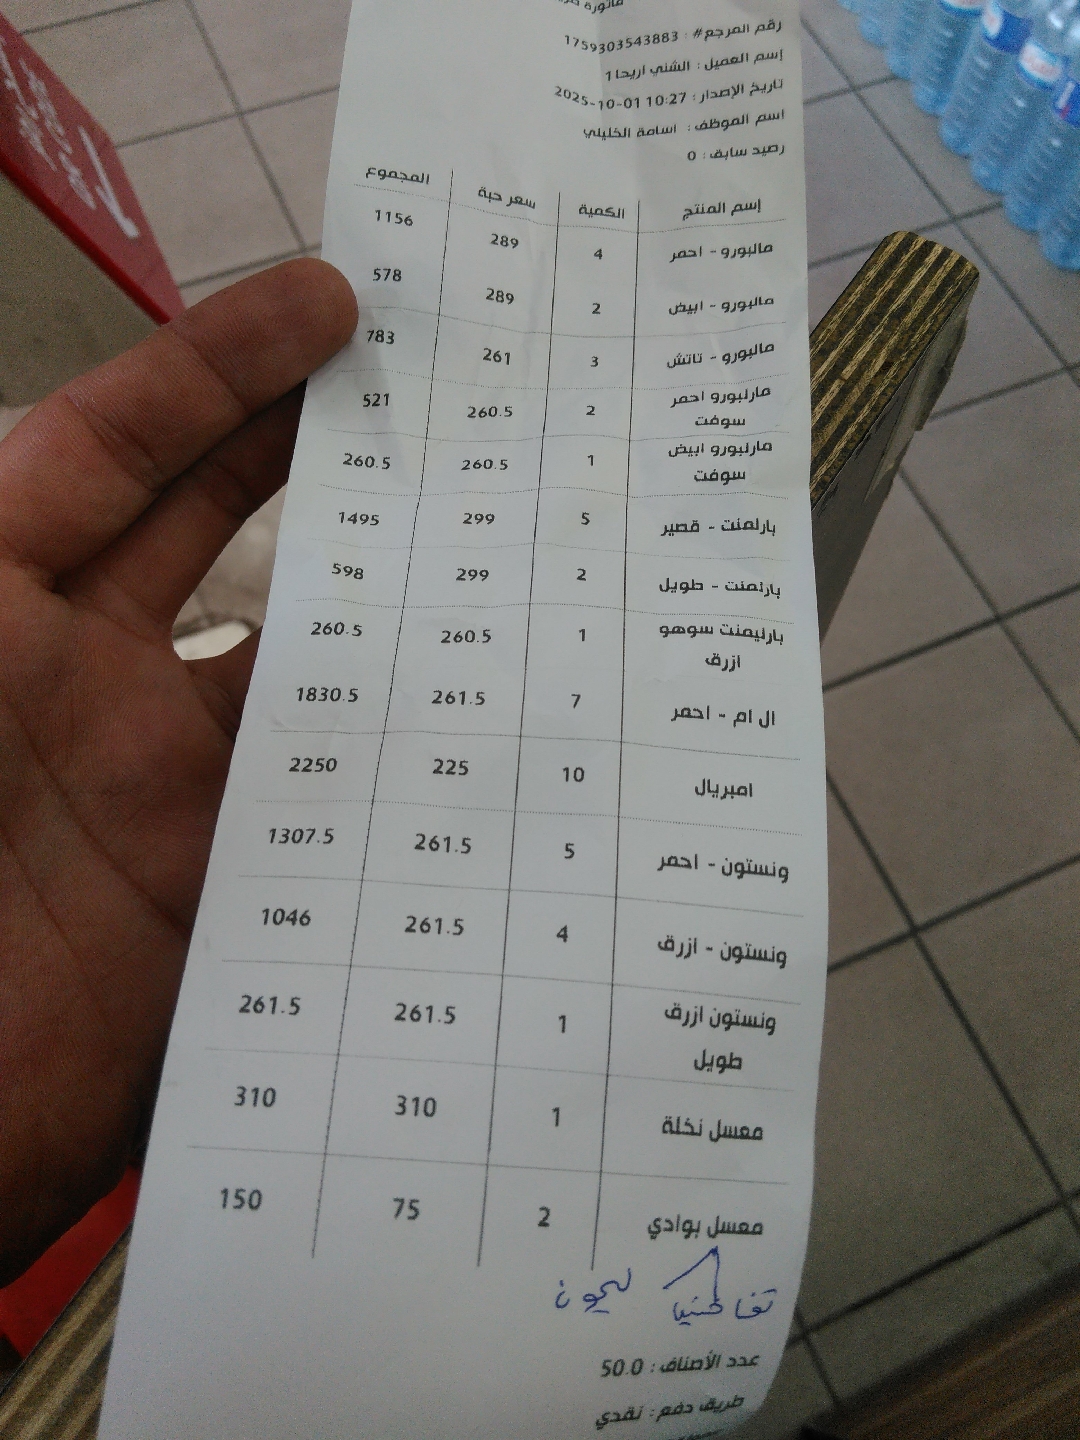 رقم المرجع# : 1759303543883
إسم العميل : الشني اريحا 1
تاريخ الإصدار : 2025-10-01 10:27
اسم الموظف : اسامة الخليلي
رصيد سابق : 0
إسم المنتج الكمية سعر حبة المجموع
مالبورو - احمر 4 289 1156
مالبورو - ابيض 2 289 578
مالبورو - تاتش 3 261 783
مارلبورو احمر سوفت 2 260.5 521
مارلبورو ابيض سوفت 1 260.5 260.5
بارلمنت - قصير 5 299 1495
بارلمنت - طويل 2 299 598
بارليمنت سوهو ازرق 1 260.5 260.5
ال ام - احمر 7 261.5 1830.5
امبريال 10 225 2250
ونستون - احمر 5 261.5 1307.5
ونستون - ازرق 4 261.5 1046
ونستون ازرق طويل 1 261.5 261.5
معسل نخلة 1 310 310
معسل بوادي 2 75 150
ليمون
عدد الأصناف : 50.0
طريق دفع : نقدي